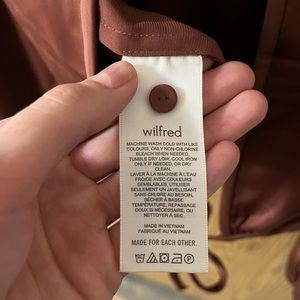 wilfred
MACHINE WASH COLD WITH LIKE
COLOURS, ONLY NON-CHLORINE
BLEACH WHEN NEEDED,
TUMBLE DRY LOW, COOL IRON
ONLY IF NEEDED, OR DRY
CLEAN.
LAVER À LA MACHINE À L'EAU
FROIDE AVEC COULEURS
SEMBLABLES, UTILISER
SEULEMENT UN JAVELLISANT
SANS CHLORE AU BESOIN,
SÉCHER À BASSE
TEMPÉRATURE, REPASSAGE
DOUX SI NÉCESSAIRE, OU
NETTOYER À SEC.
MADE IN VIETNAM
FABRIQUÉ AU VIETNAM
MADE FOR EACH OTHER.
P